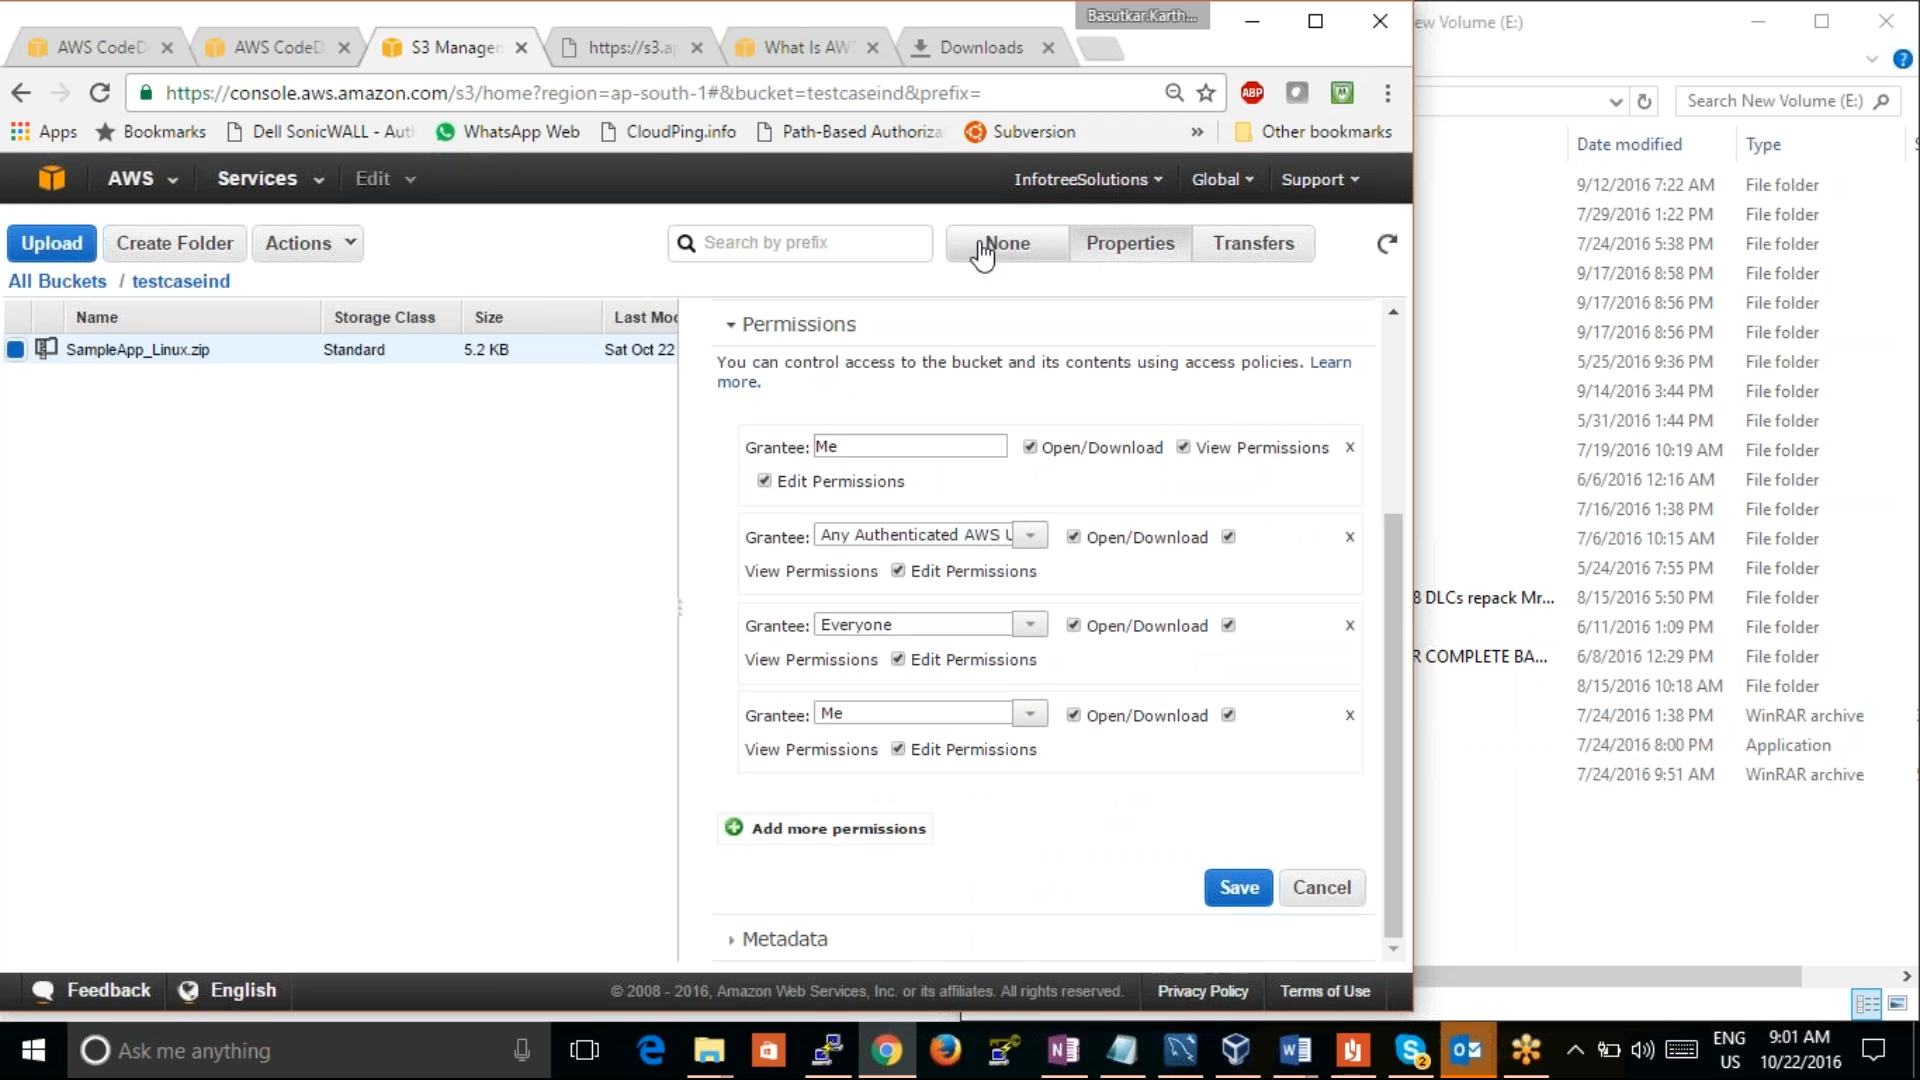 Basutkar.Karth...
AWS CodeD
AWS CodeD
S3 Manager
https://s3.ap
What Is AW
Downloads
https://console.aws.amazon.com/s3/home?region=ap-south-1#&bucket=testcaseind&prefix=
ABP
Apps
Bookmarks
Dell SonicWALL - Aut
WhatsApp Web
CloudPing.info
Path-Based Authoriza
Subversion
»
Other bookmarks
AWS
Services
Edit
InfotreeSolutions
Global
Support
Upload
Create Folder
Actions
Search by prefix
None
Properties
Transfers
All Buckets / testcaseind
Name
Storage Class
Size
Last Mo
SampleApp_Linux.zip
Standard
5.2 KB
Sat Oct 22
Permissions
You can control access to the bucket and its contents using access policies. Learn
more.
Grantee: Me Open/Download View Permissions x
Edit Permissions
Grantee: Any Authenticated AWS U Open/Download x
View Permissions Edit Permissions
Grantee: Everyone Open/Download x
View Permissions Edit Permissions
Grantee: Me Open/Download x
View Permissions Edit Permissions
Add more permissions
Save
Cancel
Metadata
Feedback
English
© 2008 - 2016, Amazon Web Services, Inc. or its affiliates. All rights reserved.
Privacy Policy
Terms of Use
ew Volume (E:)
Search New Volume (E:)
Date modified
Type
9/12/2016 7:22 AM File folder
7/29/2016 1:22 PM File folder
7/24/2016 5:38 PM File folder
9/17/2016 8:58 PM File folder
9/17/2016 8:56 PM File folder
9/17/2016 8:56 PM File folder
5/25/2016 9:36 PM File folder
9/14/2016 3:44 PM File folder
5/31/2016 1:44 PM File folder
7/19/2016 10:19 AM File folder
6/6/2016 12:16 AM File folder
7/16/2016 1:38 PM File folder
7/6/2016 10:15 AM File folder
5/24/2016 7:55 PM File folder
8 DLCs repack Mr... 8/15/2016 5:50 PM File folder
6/11/2016 1:09 PM File folder
R COMPLETE BA... 6/8/2016 12:29 PM File folder
8/15/2016 10:18 AM File folder
7/24/2016 1:38 PM WinRAR archive
7/24/2016 8:00 PM Application
7/24/2016 9:51 AM WinRAR archive
Ask me anything
ENG
US
9:01 AM
10/22/2016